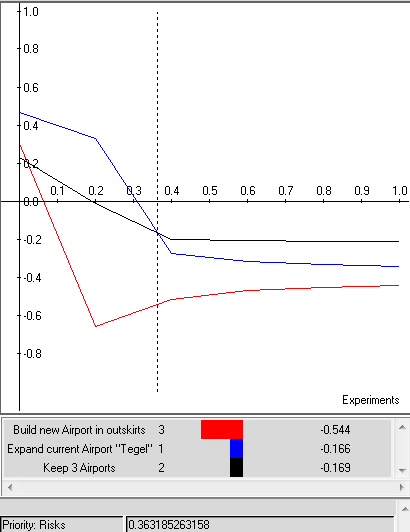 1.0
0.8
0.6
0.4
0.2
0.1 0.2 0.3 0.4 0.5 0.6 0.7 0.8 0.9 1.0
0.0
-0.2
-0.4
-0.6
-0.8
Experiments
Build new Airport in outskirts 3 -0.544
Expand current Airport "Tegel" 1 -0.166
Keep 3 Airports 2 -0.169
Priority: Risks 0.363185263158